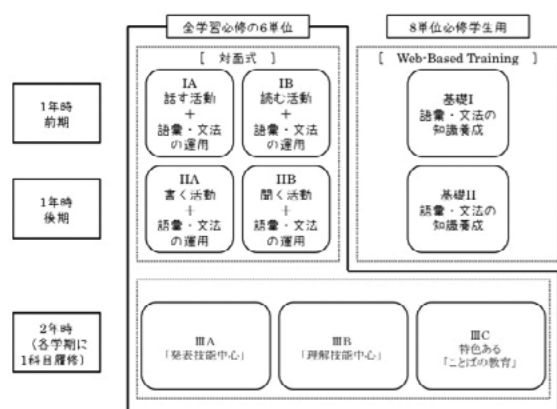 全学習必修の6単位
8単位必修学生用
[ 対面式 ]
[ Web-Based Training ]
1年時
前期
IA
話す活動
+
語彙・文法
の運用
IB
読む活動
+
語彙・文法
の運用
基礎I
語彙・文法の
知識養成
1年時
後期
IIA
書く活動
+
語彙・文法
の運用
IIB
聞く活動
+
語彙・文法
の運用
基礎II
語彙・文法の
知識養成
2年時
(各学期に
1科目履修)
IIIA
「発表技能中心」
IIIB
「理解技能中心」
IIIC
特色ある
「ことばの教育」